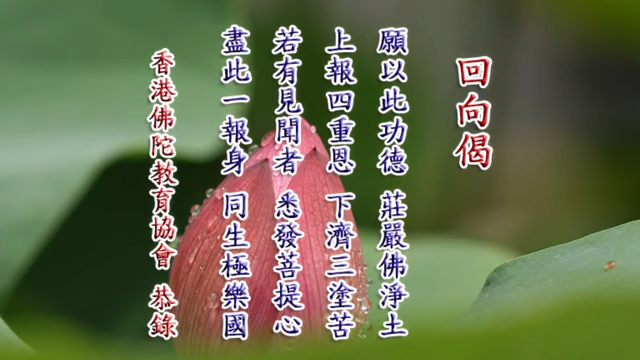 回向偈
願以此功德 莊嚴佛淨土
上報四重恩 下濟三塗苦
若有見聞者 悉發菩提心
盡此一報身 同生極樂國
香港佛陀教育協會 恭錄